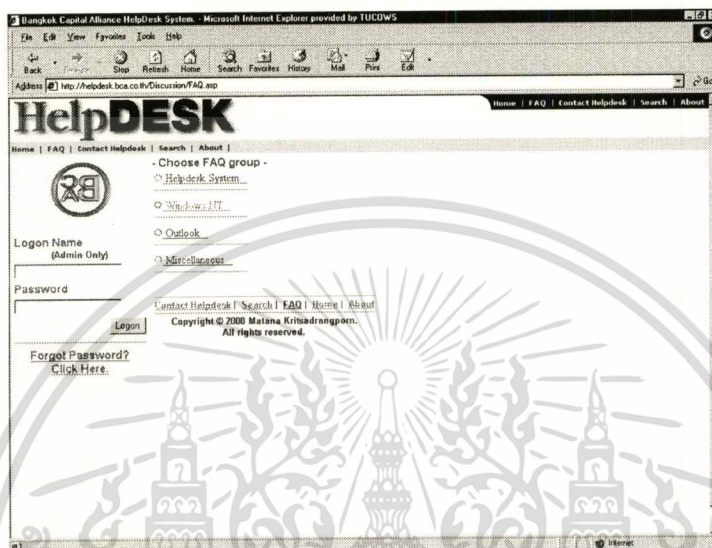 Bangkok Capital Alliance HelpDesk System. - Microsoft Internet Explorer provided by TUCOWS
File Edit View Favorites Tools Help
Back Stop Refresh Home Search Favorites History Mail Print Edit
Address http://helpdesk.bca.co.th/Discussion/FAQ.asp Go
HelpDESK
Home | FAQ | Contact Helpdesk | Search | About
Home | FAQ | Contact Helpdesk | Search | About |
- Choose FAQ group -
Helpdesk System
Windows NT
Outlook
Miscellaneous
Logon Name
(Admin Only)
Password
Logon
Forgot Password?
Click Here.
Contact Helpdesk | Search | FAQ | Home | About
Copyright © 2000 Matana Kritsadrangporn.
All rights reserved.
Internet